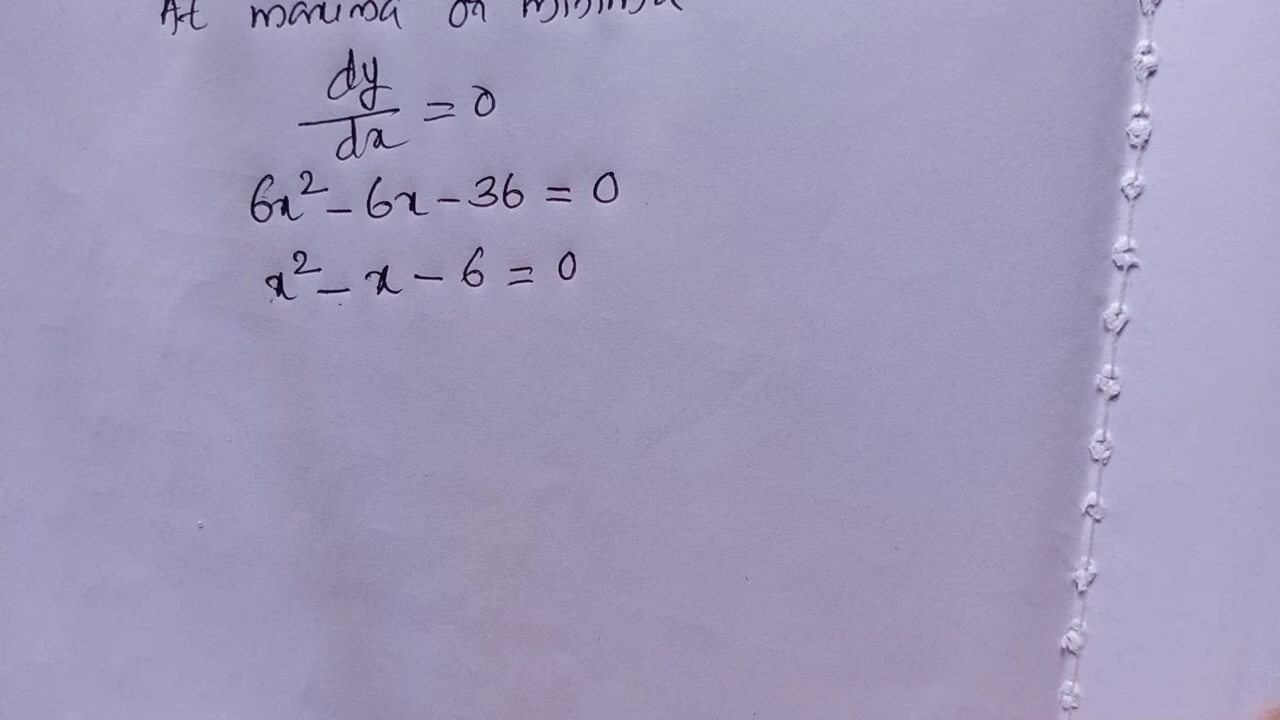 At maxima or minima
dy/dx = 0
6x² - 6x - 36 = 0
x² - x - 6 = 0